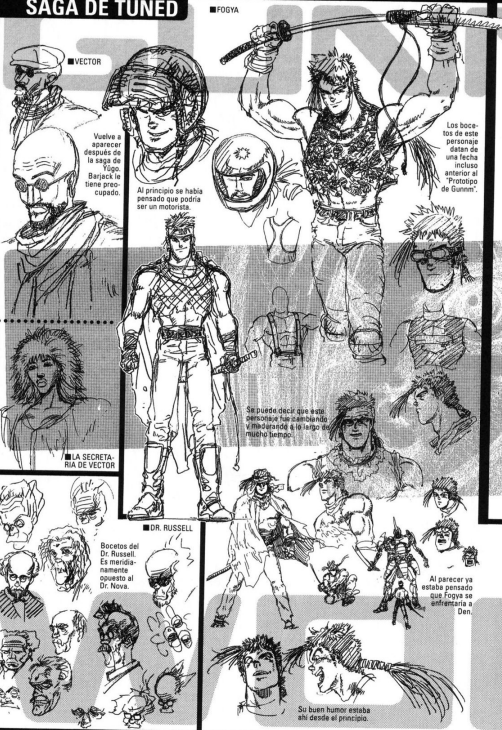 SAGA DE TUNED
■VECTOR
Vuelve a
aparecer
después de
la saga de
Yūgo.
Barjack le
tiene preo-
cupado.
■LA SECRETA-
RIA DE VECTOR
■FOGYA
Al principio se había
pensado que podría
ser un motorista.
Los boce-
tos de este
personaje
datan de
una fecha
incluso
anterior al
"Prototipo
de Gunnm".
Se puede decir que este
personaje fue cambiando
y madurando a lo largo de
mucho tiempo.
■DR. RUSSELL
Bocetos del
Dr. Russell.
Es meridia-
namente
opuesto al
Dr. Nova.
Al parecer ya
estaba pensado
que Fogya se
enfrentaría a
Den.
Su buen humor estaba
ahí desde el principio.